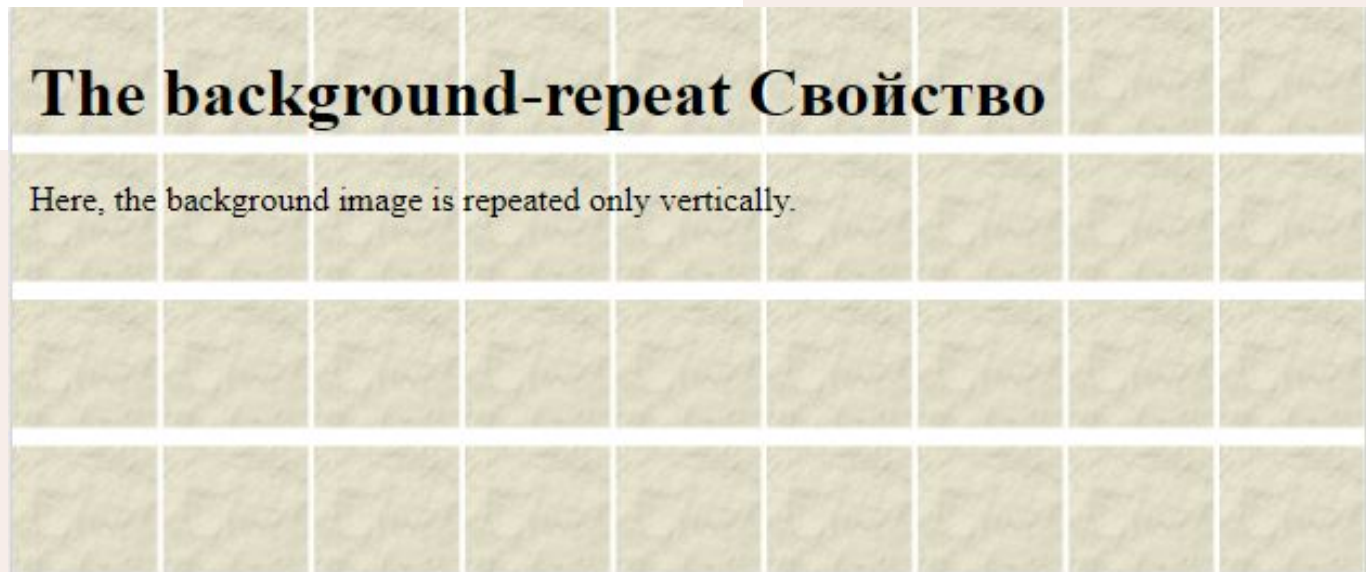 The background-repeat Свойство
Here, the background image is repeated only vertically.